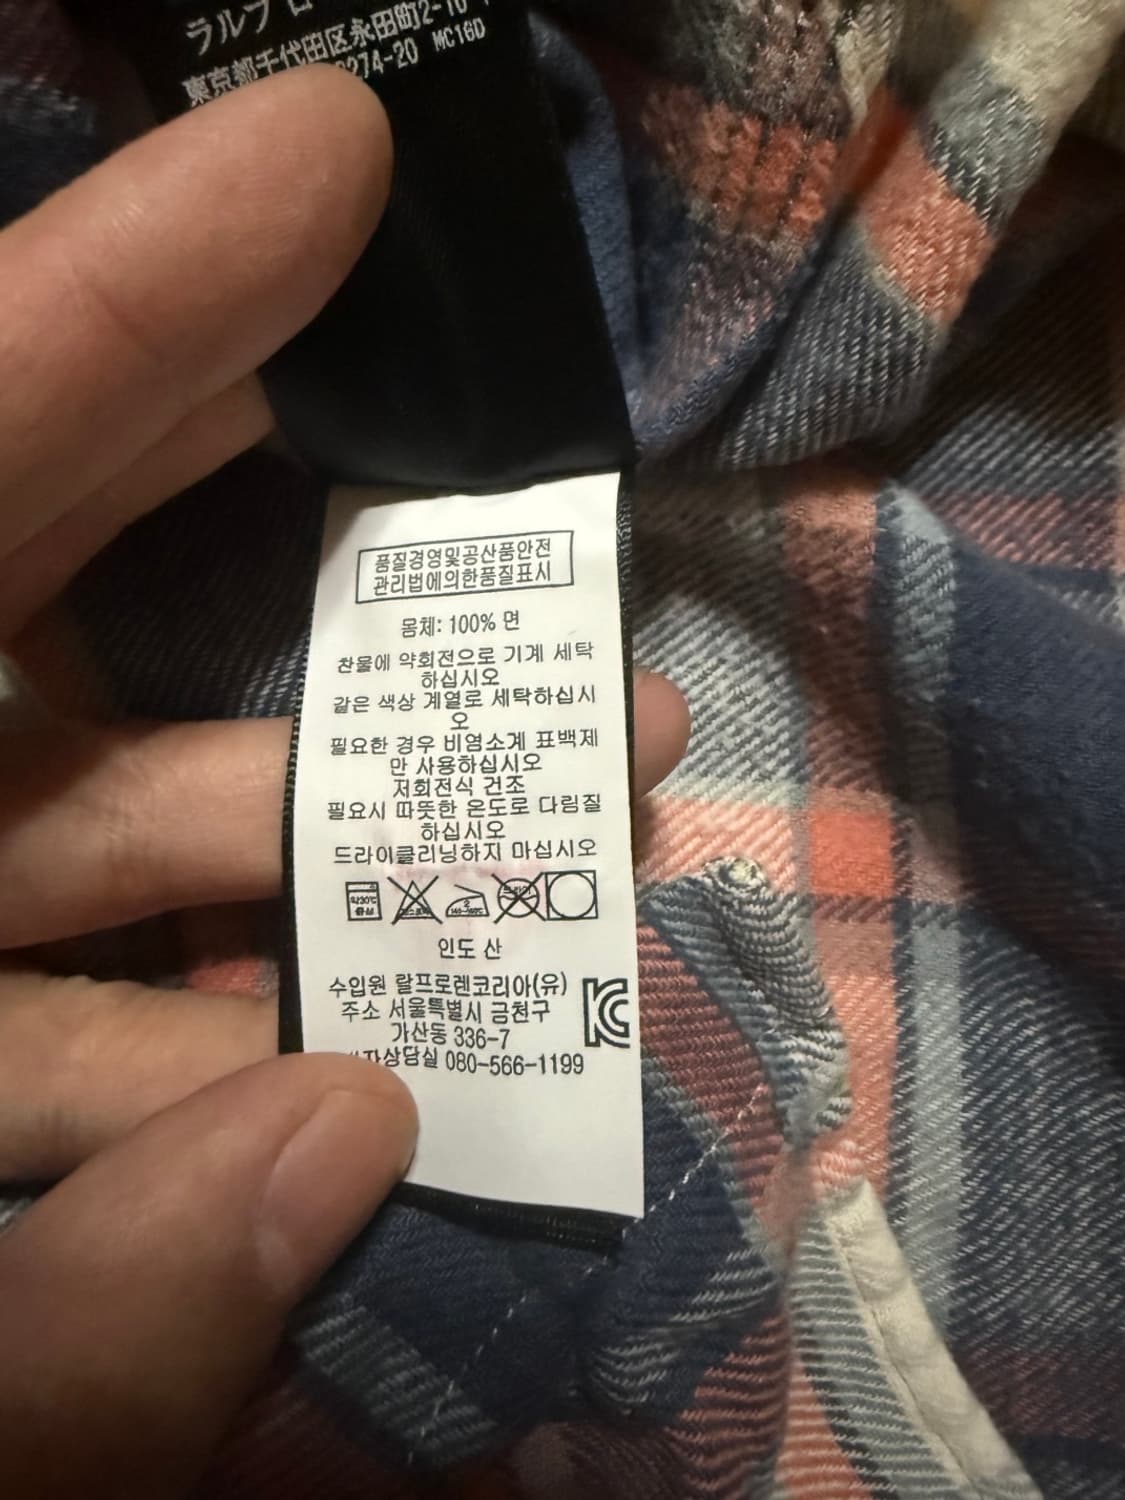 ラルフ
東京都千代田区永田町2-10
274-20 MC16D
품질경영및공산품안전
관리법에의한품질표시
몸체: 100% 면
찬물에 약회전으로 기계 세탁
하십시오
같은 색상 계열로 세탁하십시
오
필요한 경우 비염소계 표백제
만 사용하십시오
저회전식 건조
필요시 따뜻한 온도로 다림질
하십시오
드라이클리닝하지 마십시오
인도 산
수입원 랄프로렌코리아(유)
주소 서울특별시 금천구
가산동 336-7
자상담실 080-566-1199